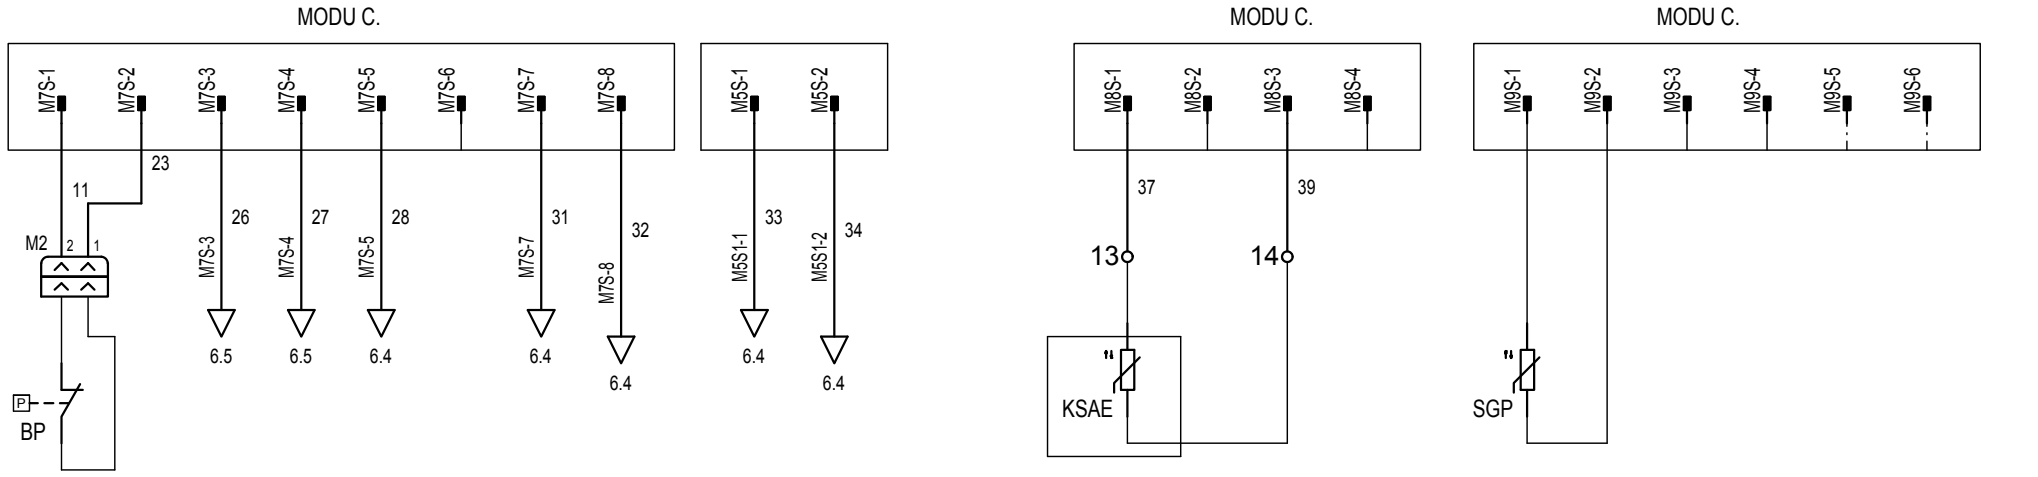 MODU C.
MODU C.
MODU C.
M7S-1
M7S-2
M7S-3
M7S-4
M7S-5
M7S-6
M7S-7
M7S-8
M5S-1
M5S-2
M8S-1
M8S-2
M8S-3
M8S-4
M9S-1
M9S-2
M9S-3
M9S-4
M9S-5
M9S-6
23
11
37
39
26
27
28
31
32
33
34
M2
2
1
M7S-3
M7S-4
M7S-5
M7S-7
M7S-8
M5S1-1
M5S1-2
13
14
6.5
6.5
6.4
6.4
6.4
6.4
6.4
P
BP
KSAE
SGP